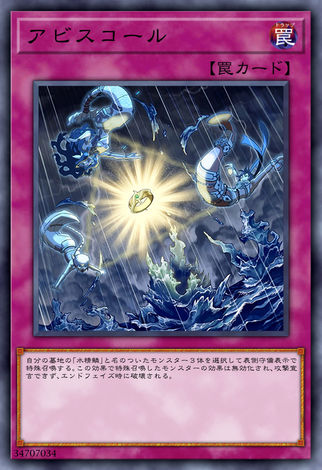 アビスコール
トラップ
罠
【罠カード】
自分の墓地の「水精鱗」と名のついたモンスター３体を選択して表側守備表示で
特殊召喚する。この効果で特殊召喚したモンスターの効果は無効化され、攻撃宣
言できず、エンドフェイズ時に破壊される。
34707034